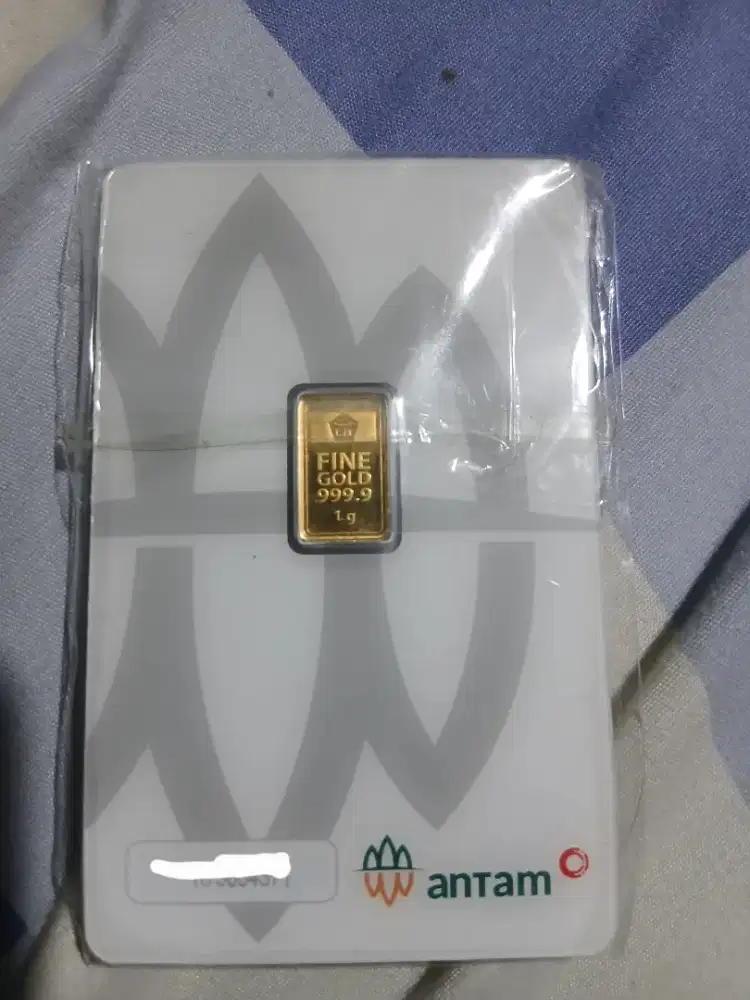 FINE
GOLD
999.9
1 g
antam